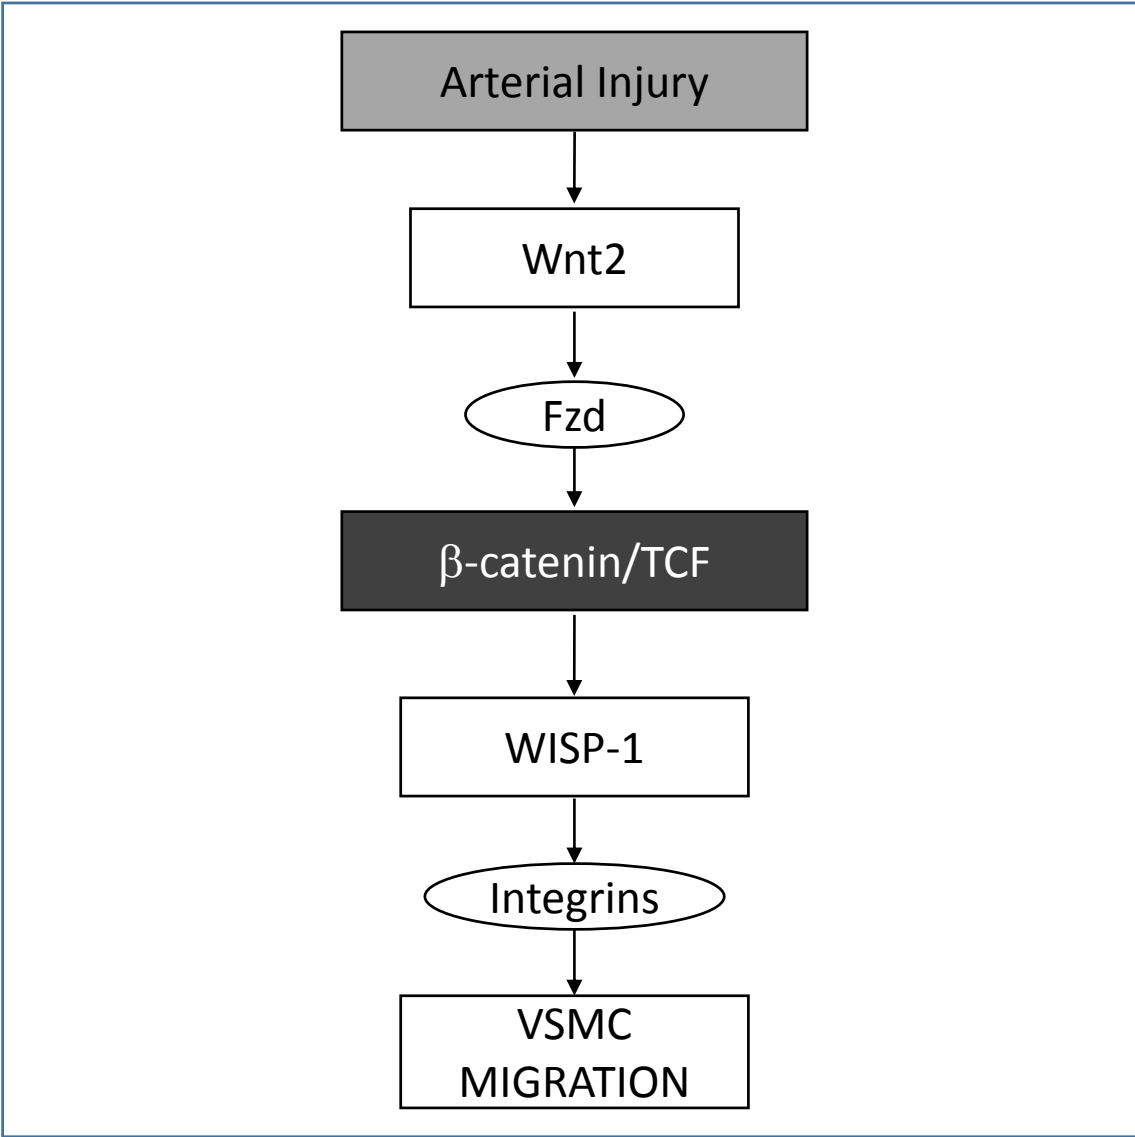 Arterial Injury
Wnt2
Fzd
β-catenin/TCF
WISP-1
Integrins
VSMC
MIGRATION